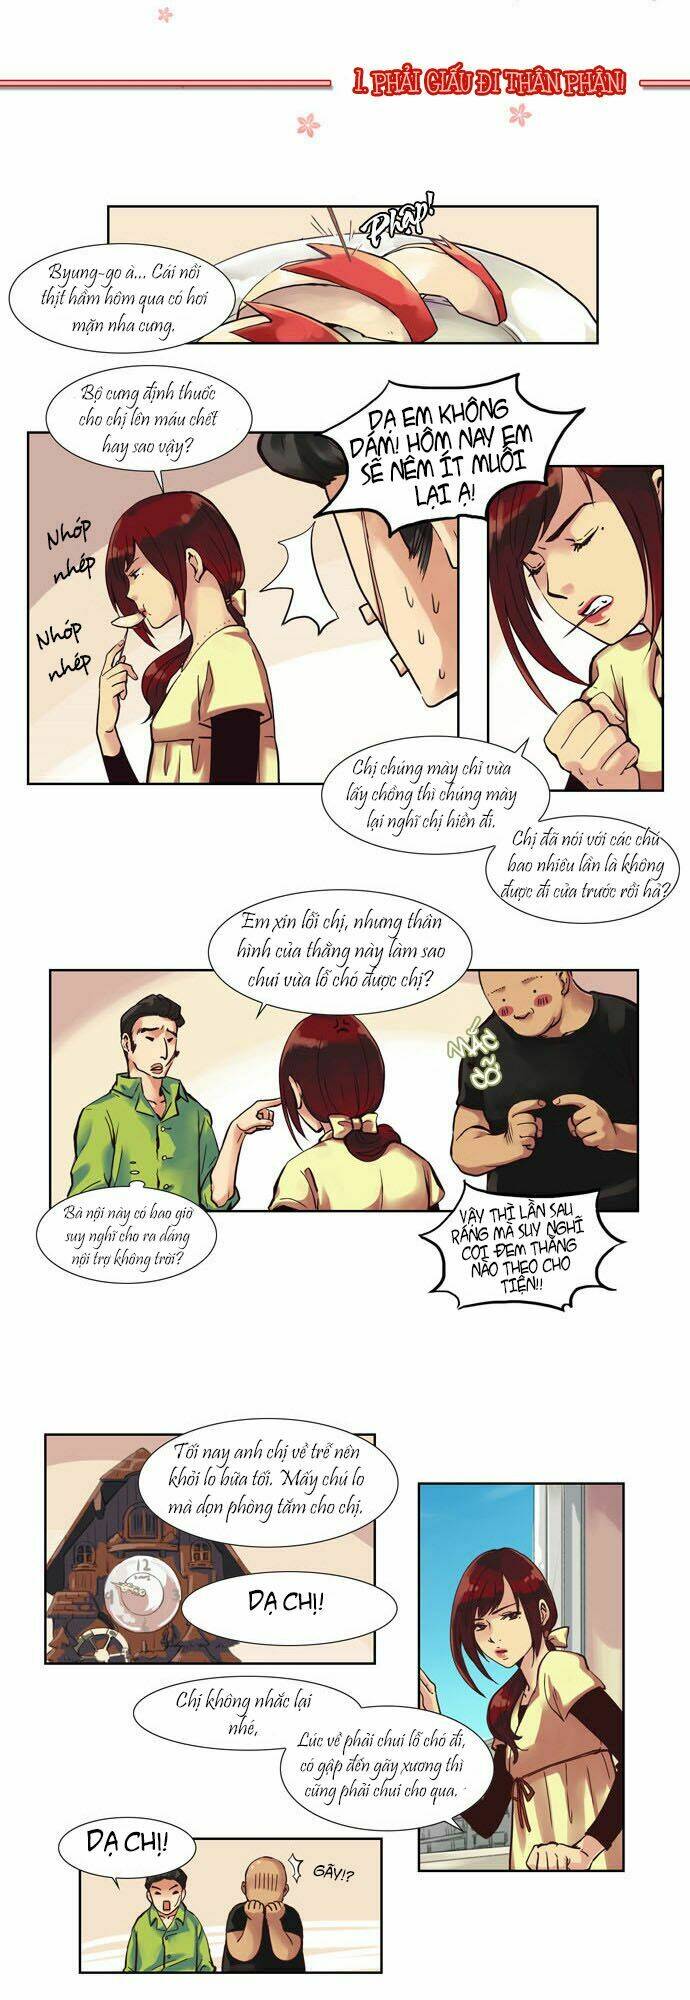 1. PHẢI GIẤU ĐI THÂN PHẬN!
Phập!
Byung-go à... Cái nồi
thịt hầm hôm qua có hơi
mặn nha cưng.
Bộ cưng định thuốc
cho chị lên máu chết
hay sao vậy?
DẠ EM KHÔNG
DÁM! HÔM NAY EM
SẼ NÊM ÍT MUỐI
LẠI Ạ!
Nhóp
nhép
Nhóp
nhép
Chị chúng mày chỉ vừa
lấy chồng thì chúng mày
lại nghĩ chị hiền đi.
Chị đã nói với các chú
bao nhiêu lần là không
được đi cửa trước rồi hả?
Em xin lỗi chị, nhưng thân
hình của thằng này làm sao
chui vừa lỗ chó được chị?
MẮC
CỠ
Bà nội này có bao giờ
suy nghĩ cho ra dáng
nội trợ không trời?
VẬY THÌ LẦN SAU
RÁNG MÀ SUY NGHĨ
COI ĐEM THẰNG
NÀO THEO CHO
TIỆN!!
Tối nay anh chị về trễ nên
khỏi lo bữa tối. Mấy chú lo
mà dọn phòng tắm cho chị.
12
3
DẠ CHỊ!
Chị không nhắc lại
nhé,
Lúc về phải chui lỗ chó đi,
có gập đến gãy xương thì
cũng phải chui cho qua.
DẠ CHỊ!
GÃY!?